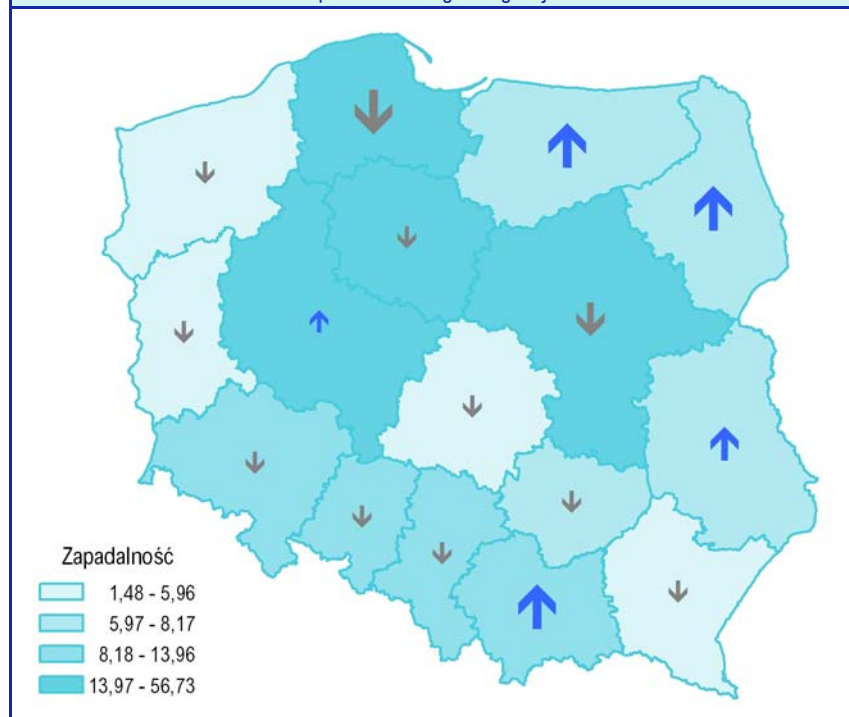 Zapadalność
1,48 - 5,96
5,97 - 8,17
8,18 - 13,96
13,97 - 56,73